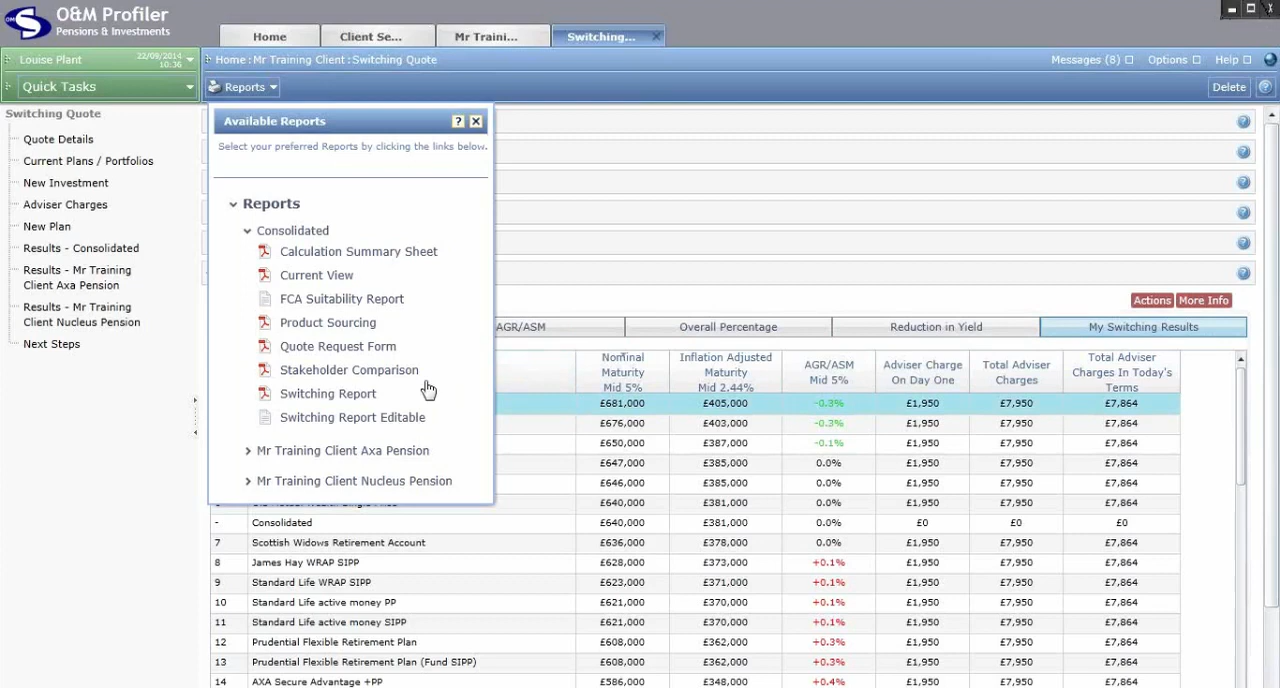 O&M Profiler
Pensions & Investments
Home
Client Se...
Mr Traini...
Switching...
Louise Plant
22/09/2014
10:36
Home : Mr Training Client : Switching Quote
Messages (8)
Options
Help
Quick Tasks
Reports
Delete
Switching Quote
Quote Details
Current Plans / Portfolios
New Investment
Adviser Charges
New Plan
Results - Consolidated
Results - Mr Training
Client Axa Pension
Results - Mr Training
Client Nucleus Pension
Next Steps
Available Reports
Select your preferred Reports by clicking the links below.
Reports
Consolidated
Calculation Summary Sheet
Current View
FCA Suitability Report
Product Sourcing
Quote Request Form
Stakeholder Comparison
Switching Report
Switching Report Editable
Mr Training Client Axa Pension
Mr Training Client Nucleus Pension
Actions
More Info
AGR/ASM
Overall Percentage
Reduction in Yield
My Switching Results
Nominal Maturity Mid 5%
Inflation Adjusted Maturity Mid 2.44%
AGR/ASM Mid 5%
Adviser Charge On Day One
Total Adviser Charges
Total Adviser Charges In Today's Terms
£681,000 £405,000 -0.3% £1,950 £7,950 £7,864
£676,000 £403,000 -0.3% £1,950 £7,950 £7,864
£650,000 £387,000 -0.1% £1,950 £7,950 £7,864
£647,000 £385,000 0.0% £1,950 £7,950 £7,864
£646,000 £385,000 0.0% £1,950 £7,950 £7,864
£640,000 £381,000 0.0% £1,950 £7,950 £7,864
- Consolidated £640,000 £381,000 0.0% £0 £0 £0
7 Scottish Widows Retirement Account £636,000 £378,000 0.0% £1,950 £7,950 £7,864
8 James Hay WRAP SIPP £628,000 £373,000 +0.1% £1,950 £7,950 £7,864
9 Standard Life WRAP SIPP £623,000 £371,000 +0.1% £1,950 £7,950 £7,864
10 Standard Life active money PP £621,000 £370,000 +0.1% £1,950 £7,950 £7,864
11 Standard Life active money SIPP £621,000 £370,000 +0.1% £1,950 £7,950 £7,864
12 Prudential Flexible Retirement Plan £608,000 £362,000 +0.3% £1,950 £7,950 £7,864
13 Prudential Flexible Retirement Plan (Fund SIPP) £608,000 £362,000 +0.3% £1,950 £7,950 £7,864
14 AXA Secure Advantage +PP £586,000 £348,000 +0.4% £1,950 £7,950 £7,864